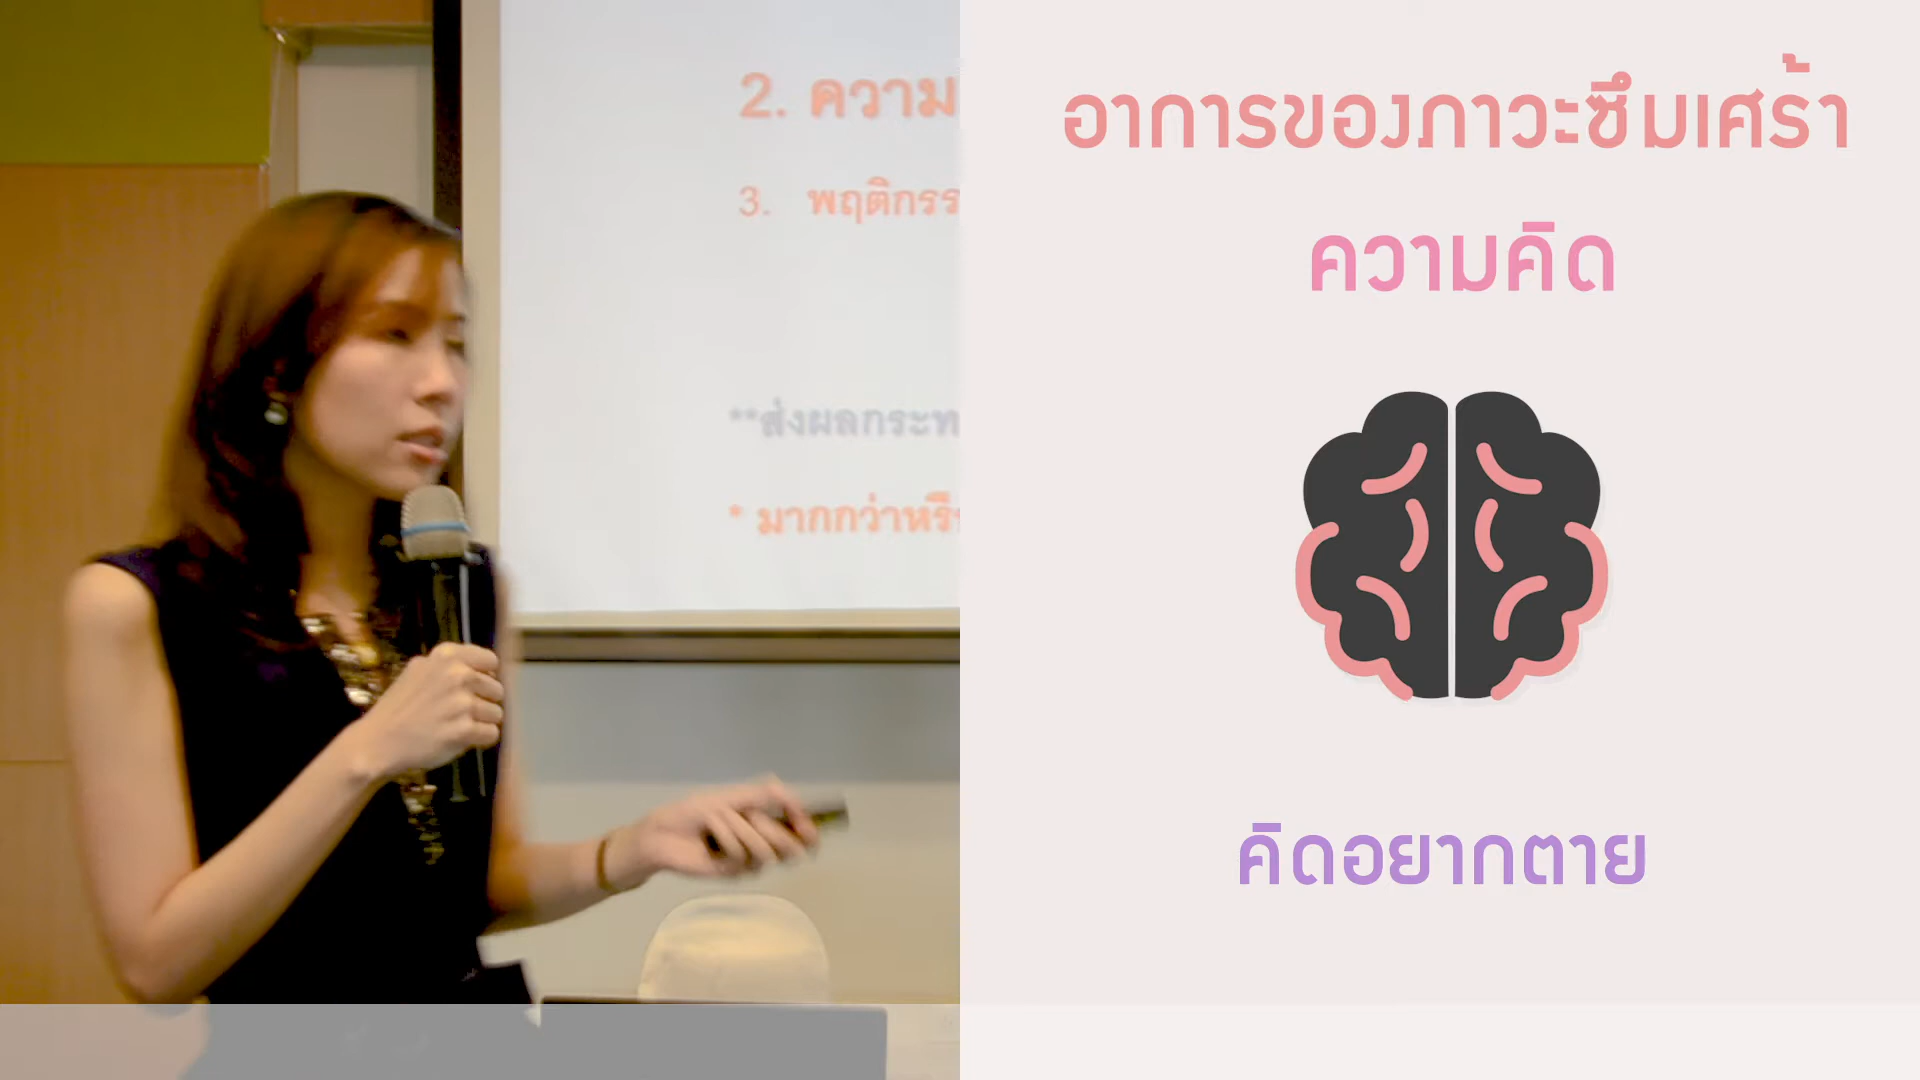 2. ความ
3. พฤติกรร
**ส่งผลกระท
* มากกว่าหรื
อาการของภาวะซึมเศร้า
ความคิด
คิดอยากตาย